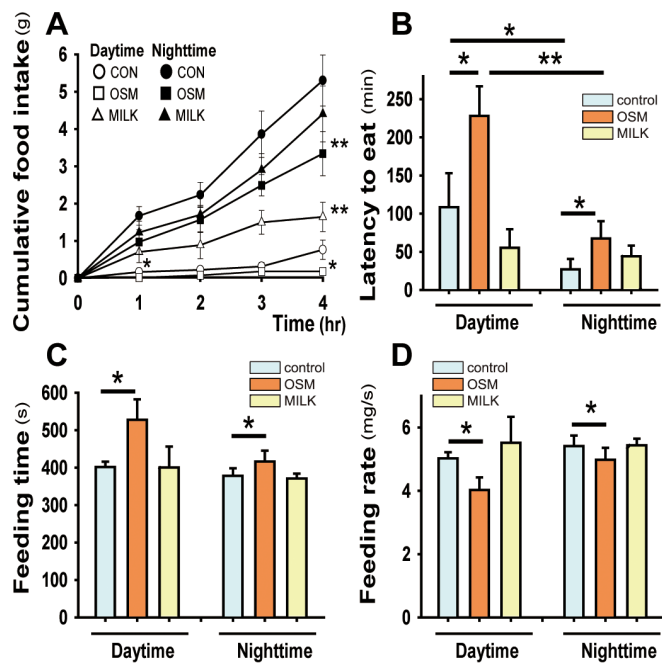 A
Cumulative food intake (g)
6
5
4
3
2
1
0
Daytime Nighttime
CON CON
OSM OSM
MILK MILK
**
**
*
*
0 1 2 3 4
Time (hr)
B
Latency to eat (min)
250
200
150
100
50
0
*
* **
*
control
OSM
MILK
Daytime Nighttime
C
Feeding time (s)
600
500
400
300
200
100
0
control
OSM
MILK
*
*
Daytime Nighttime
D
Feeding rate (mg/s)
6
4
2
0
control
OSM
MILK
*
*
Daytime Nighttime